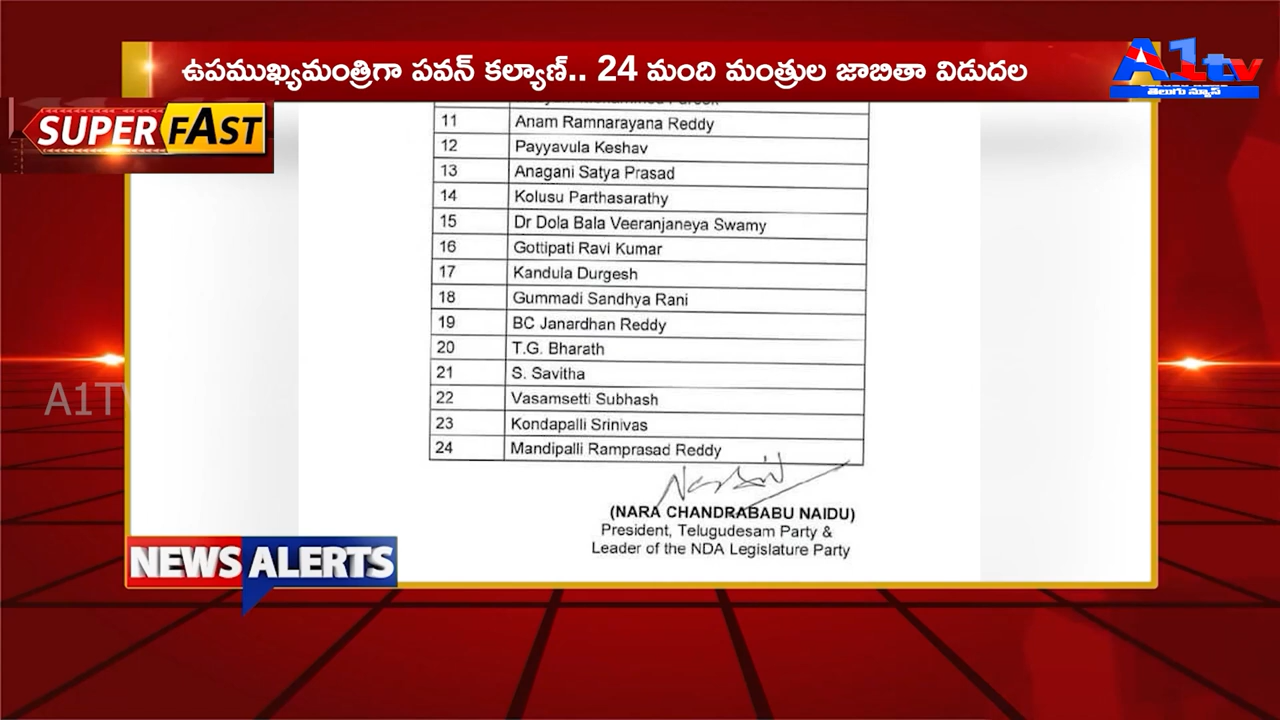 ఉపముఖ్యమంత్రిగా పవన్ కల్యాణ్.. 24 మంది మంత్రుల జాబితా విడుదల
A1tv
తెలుగు న్యూస్
SUPER FAST
11 Anam Ramnarayana Reddy
12 Payyavula Keshav
13 Anagani Satya Prasad
14 Kolusu Parthasarathy
15 Dr Dola Bala Veeranjaneya Swamy
16 Gottipati Ravi Kumar
17 Kandula Durgesh
18 Gummadi Sandhya Rani
19 BC Janardhan Reddy
20 T.G. Bharath
21 S. Savitha
22 Vasamsetti Subhash
23 Kondapalli Srinivas
24 Mandipalli Ramprasad Reddy
A1TV
(NARA CHANDRABABU NAIDU)
President, Telugudesam Party &
Leader of the NDA Legislature Party
NEWS ALERTS